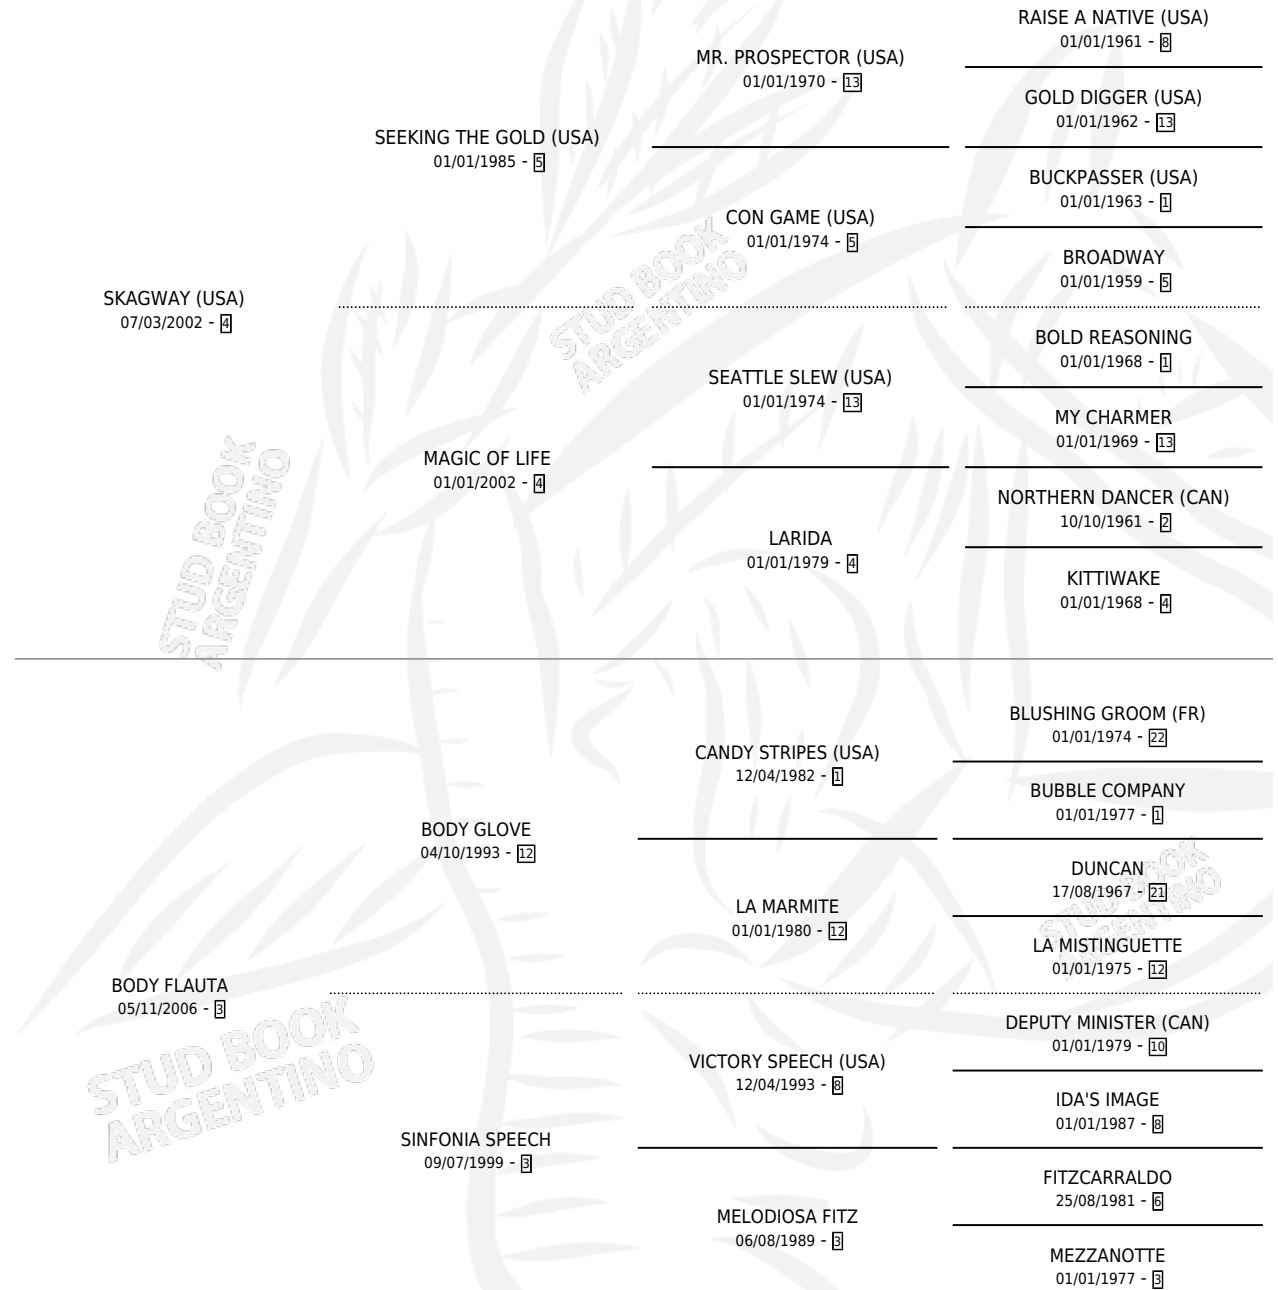 RAISE A NATIVE (USA)
01/01/1961 - 8
MR. PROSPECTOR (USA)
01/01/1970 - 13
GOLD DIGGER (USA)
01/01/1962 - 13
SEEKING THE GOLD (USA)
01/01/1985 - 5
BUCKPASSER (USA)
01/01/1963 - 1
CON GAME (USA)
01/01/1974 - 5
BROADWAY
01/01/1959 - 5
SKAGWAY (USA)
07/03/2002 - 4
STUD BOOK
ARGENTINO
BOLD REASONING
01/01/1968 - 1
SEATTLE SLEW (USA)
01/01/1974 - 13
MY CHARMER
01/01/1969 - 13
MAGIC OF LIFE
01/01/2002 - 4
NORTHERN DANCER (CAN)
10/10/1961 - 2
LARIDA
01/01/1979 - 4
KITTIWAKE
01/01/1968 - 4
STUD BOOK
ARGENTINO
BLUSHING GROOM (FR)
01/01/1974 - 22
CANDY STRIPES (USA)
12/04/1982 - 1
BUBBLE COMPANY
01/01/1977 - 1
BODY GLOVE
04/10/1993 - 12
DUNCAN
17/08/1967 - 21
LA MARMITE
01/01/1980 - 12
STUD BOOK
ARGENTINO
LA MISTINGUETTE
01/01/1975 - 12
BODY FLAUTA
05/11/2006 - 3
STUD BOOK
ARGENTINO
DEPUTY MINISTER (CAN)
01/01/1979 - 10
VICTORY SPEECH (USA)
12/04/1993 - 8
IDA'S IMAGE
01/01/1987 - 8
SINFONIA SPEECH
09/07/1999 - 3
FITZCARRALDO
25/08/1981 - 6
MELODIOSA FITZ
06/08/1989 - 3
MEZZANOTTE
01/01/1977 - 3